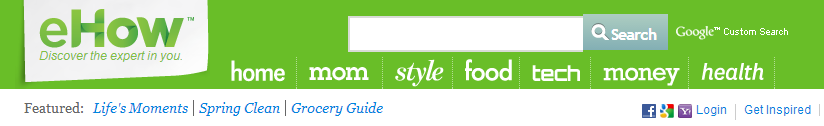 eHow™
Discover the expert in you.
Search
Google™ Custom Search
home mom style food tech money health
Featured: Life's Moments | Spring Clean | Grocery Guide
Login | Get Inspired |